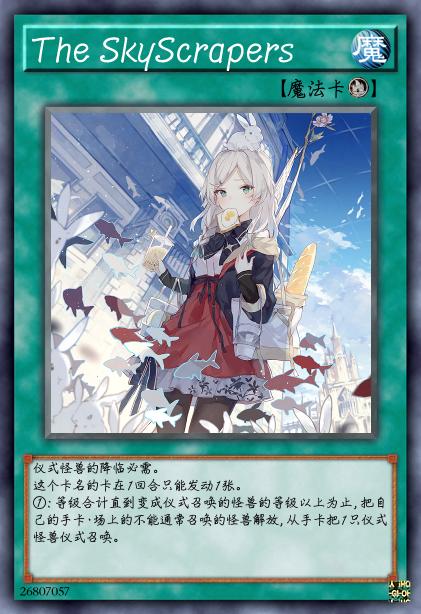 The SkyScrapers
魔
【魔法卡】
仪式怪兽的降临必需。
这个卡名的卡在1回合只能发动1张。
①:等级合计直到变成仪式召唤的怪兽的等级以上为止,把自
己的手卡·场上的不能通常召唤的怪兽解放,从手卡把1只仪式
怪兽仪式召唤。
26807057